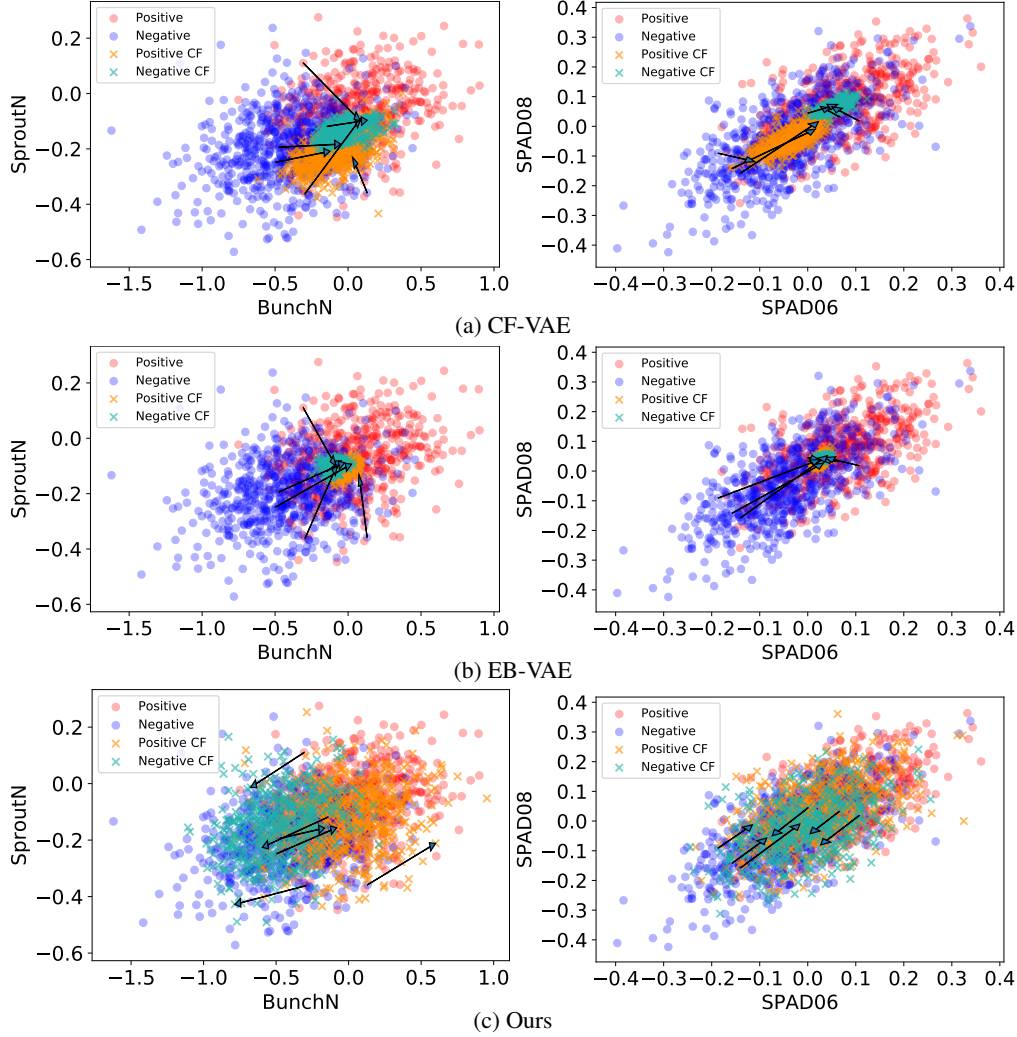 Positive
Negative
Positive CF
Negative CF
0.2
0.0
−0.2
−0.4
−0.6
SproutN
−1.5
−1.0
−0.5
0.0
0.5
1.0
BunchN
Positive
Negative
Positive CF
Negative CF
0.4
0.3
0.2
0.1
0.0
−0.1
−0.2
−0.3
−0.4
SPAD08
−0.4
−0.3
−0.2
−0.1
0.0
0.1
0.2
0.3
0.4
SPAD06
(a) CF-VAE
Positive
Negative
Positive CF
Negative CF
0.2
0.0
−0.2
−0.4
−0.6
SproutN
−1.5
−1.0
−0.5
0.0
0.5
1.0
BunchN
Positive
Negative
Positive CF
Negative CF
0.4
0.3
0.2
0.1
0.0
−0.1
−0.2
−0.3
−0.4
SPAD08
−0.4
−0.3
−0.2
−0.1
0.0
0.1
0.2
0.3
0.4
SPAD06
(b) EB-VAE
Positive
Negative
Positive CF
Negative CF
0.2
0.0
−0.2
−0.4
−0.6
SproutN
−1.5
−1.0
−0.5
0.0
0.5
1.0
BunchN
Positive
Negative
Positive CF
Negative CF
0.4
0.3
0.2
0.1
0.0
−0.1
−0.2
−0.3
−0.4
SPAD08
−0.4
−0.3
−0.2
−0.1
0.0
0.1
0.2
0.3
0.4
SPAD06
(c) Ours